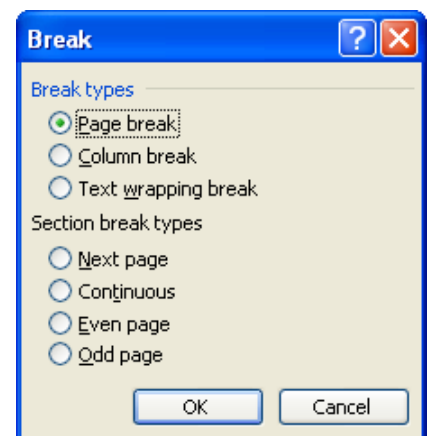 Break
Break types
Page break
Column break
Text wrapping break
Section break types
Next page
Continuous
Even page
Odd page
OK Cancel